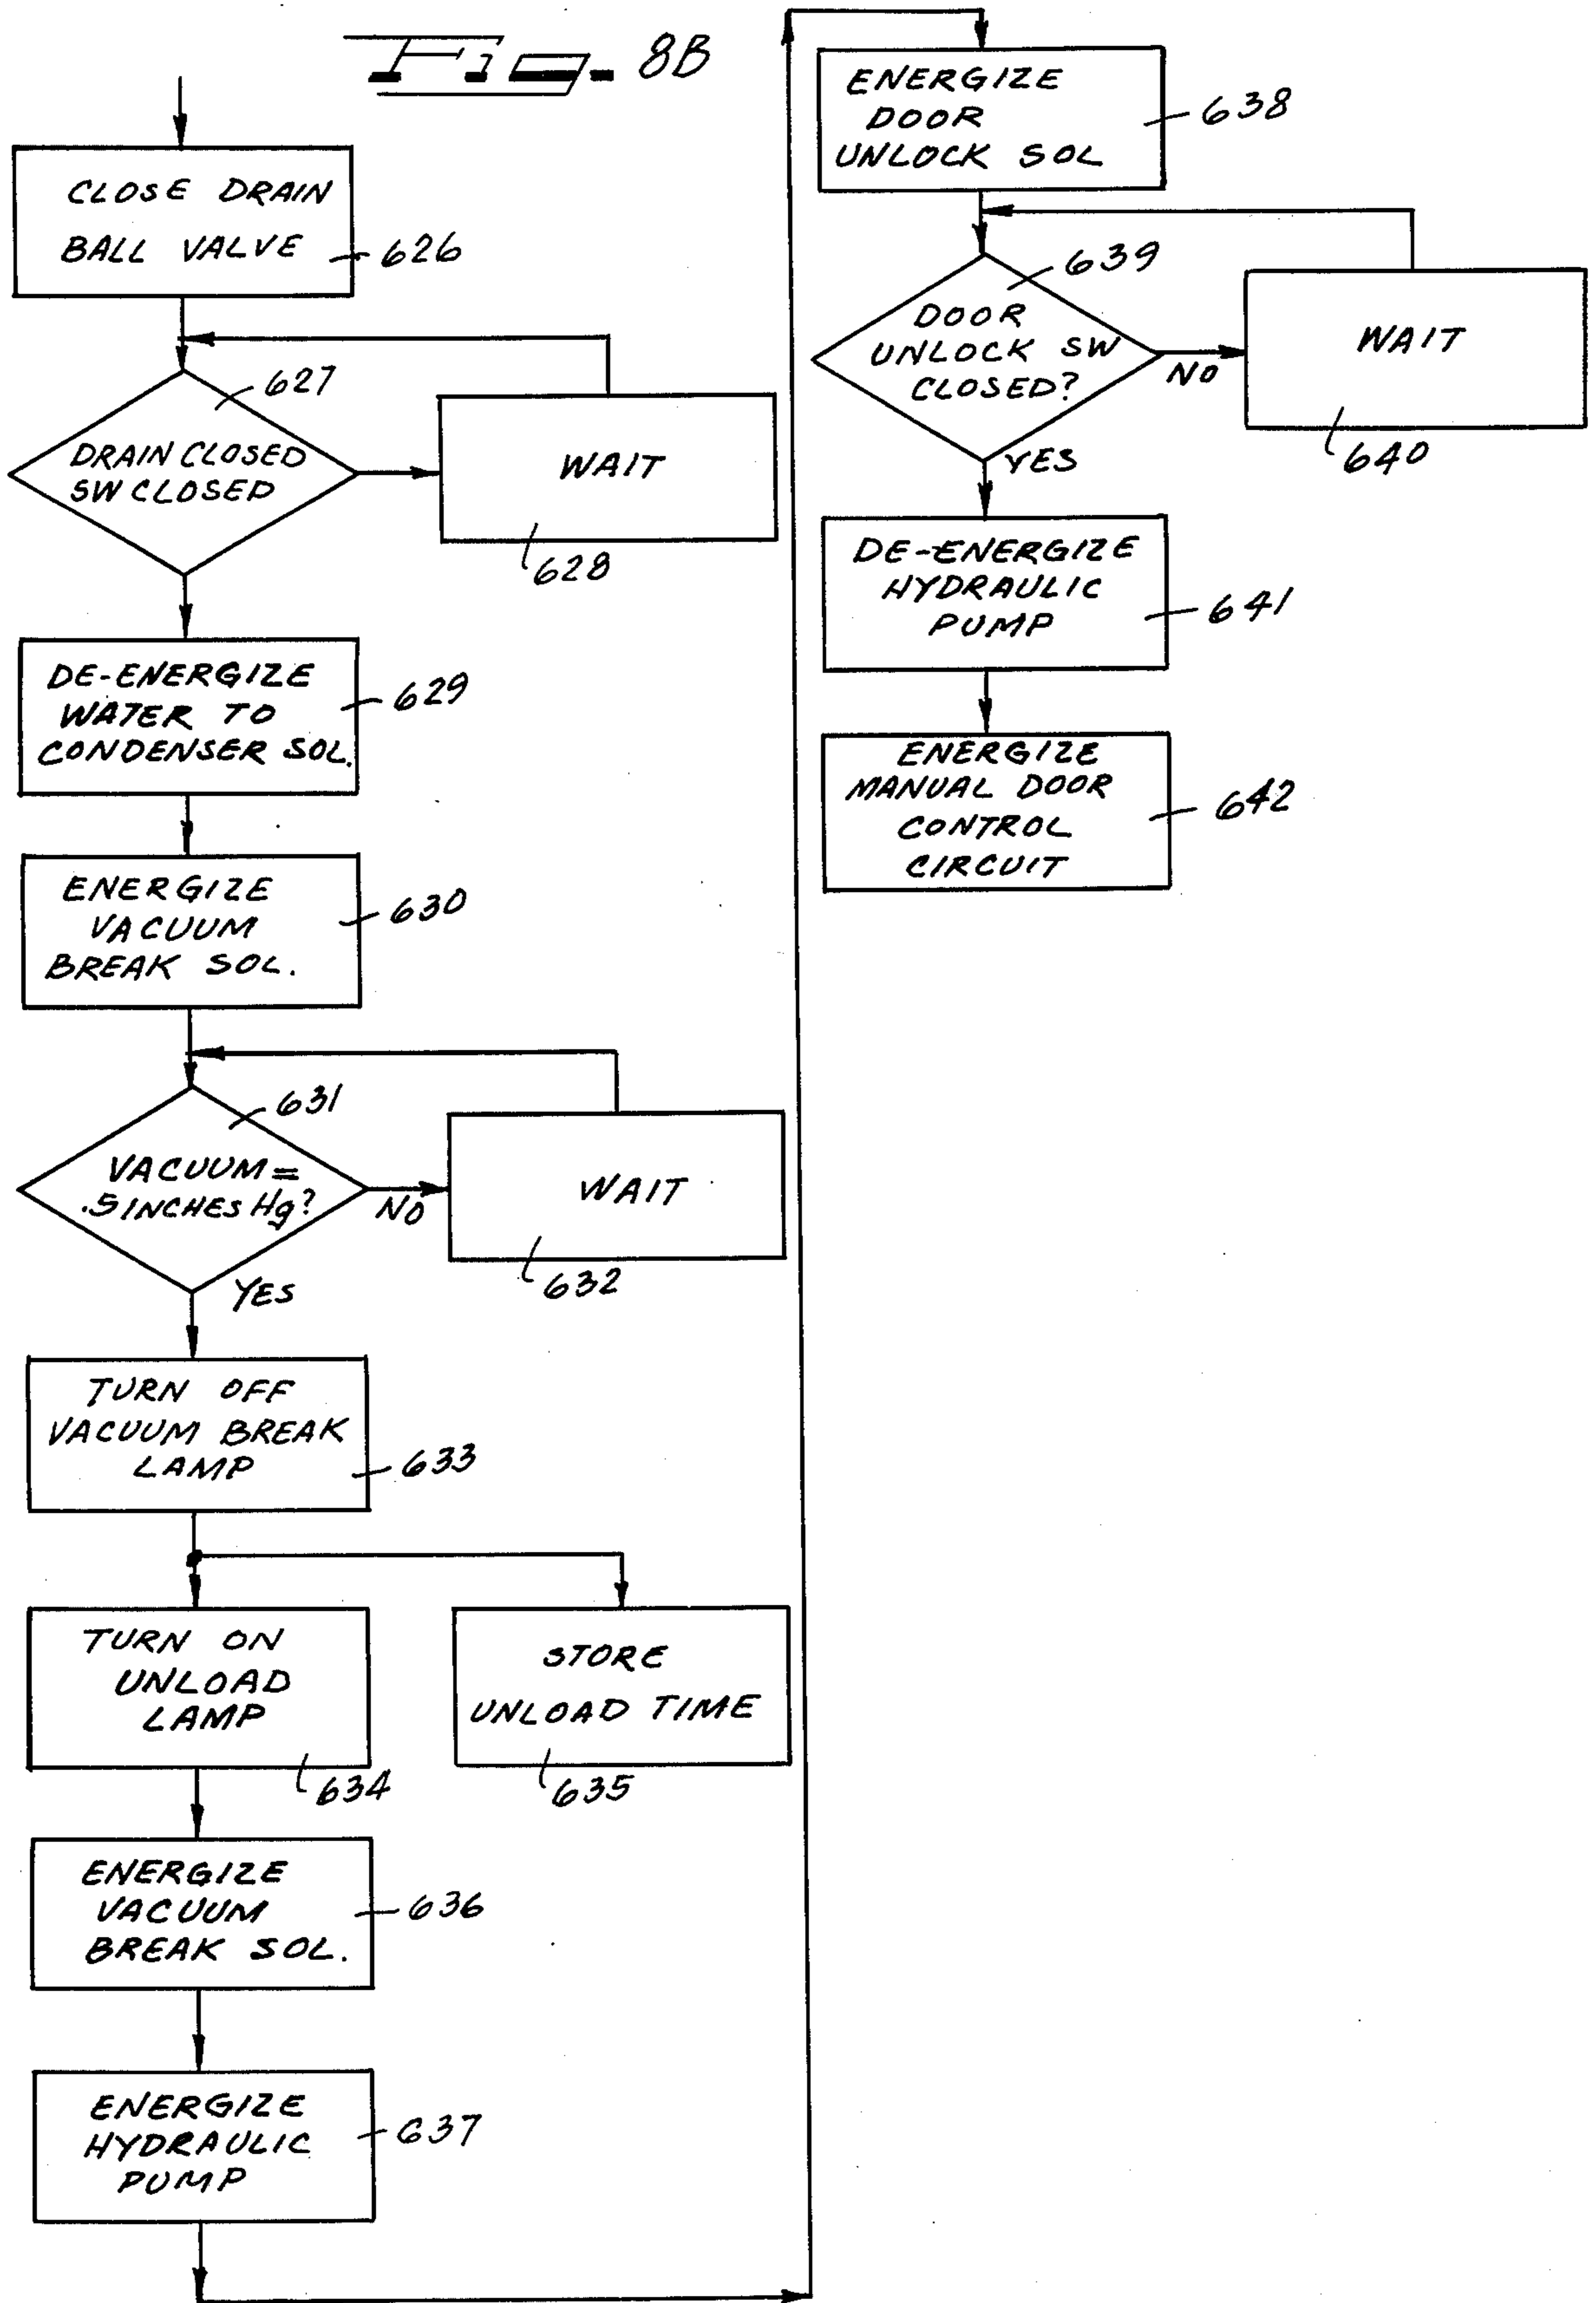 Fig. 8B
CLOSE DRAIN
BALL VALVE
626
627
DRAIN CLOSED
SW CLOSED
WAIT
628
DE-ENERGIZE
WATER TO
CONDENSER SOL.
629
ENERGIZE
VACUUM
BREAK SOL.
630
631
VACUUM =
.5 INCHES Hg?
NO
WAIT
632
YES
TURN OFF
VACUUM BREAK
LAMP
633
TURN ON
UNLOAD
LAMP
634
STORE
UNLOAD TIME
635
ENERGIZE
VACUUM
BREAK SOL.
636
ENERGIZE
HYDRAULIC
PUMP
637
ENERGIZE
DOOR
UNLOCK SOL
638
639
DOOR
UNLOCK SW
CLOSED?
NO
WAIT
640
YES
DE-ENERGIZE
HYDRAULIC
PUMP
641
ENERGIZE
MANUAL DOOR
CONTROL
CIRCUIT
642